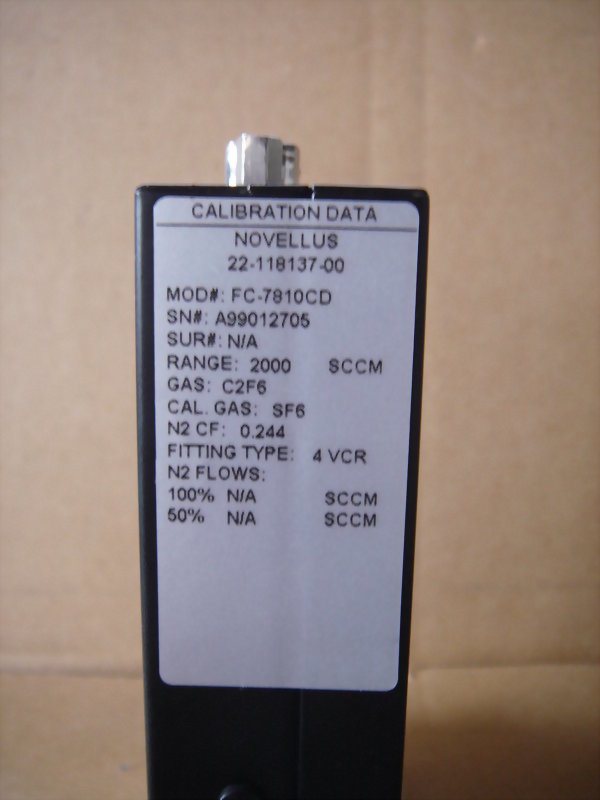 CALIBRATION DATA
NOVELLUS
22-118137-00
MOD#: FC-7810CD
SN#: A99012705
SUR#: N/A
RANGE: 2000 SCCM
GAS: C2F6
CAL. GAS: SF6
N2 CF: 0.244
FITTING TYPE: 4 VCR
N2 FLOWS:
100% N/A SCCM
50% N/A SCCM